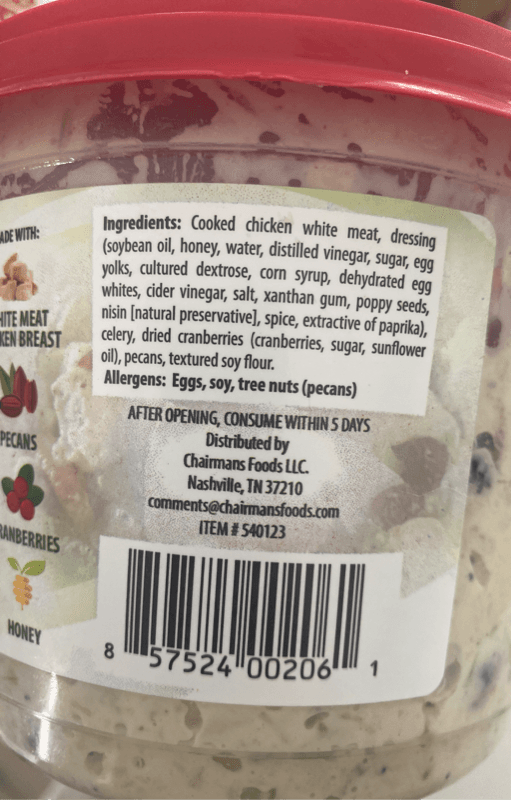 ADE WITH:
HITE MEAT
KEN BREAST
PECANS
RANBERRIES
HONEY
Ingredients: Cooked chicken white meat, dressing
(soybean oil, honey, water, distilled vinegar, sugar, egg
yolks, cultured dextrose, corn syrup, dehydrated egg
whites, cider vinegar, salt, xanthan gum, poppy seeds,
nisin [natural preservative], spice, extractive of paprika),
celery, dried cranberries (cranberries, sugar, sunflower
oil), pecans, textured soy flour.
Allergens: Eggs, soy, tree nuts (pecans)
AFTER OPENING, CONSUME WITHIN 5 DAYS
Distributed by
Chairmans Foods LLC.
Nashville, TN 37210
comments@chairmansfoods.com
ITEM # 540123
8 57524 00206 1